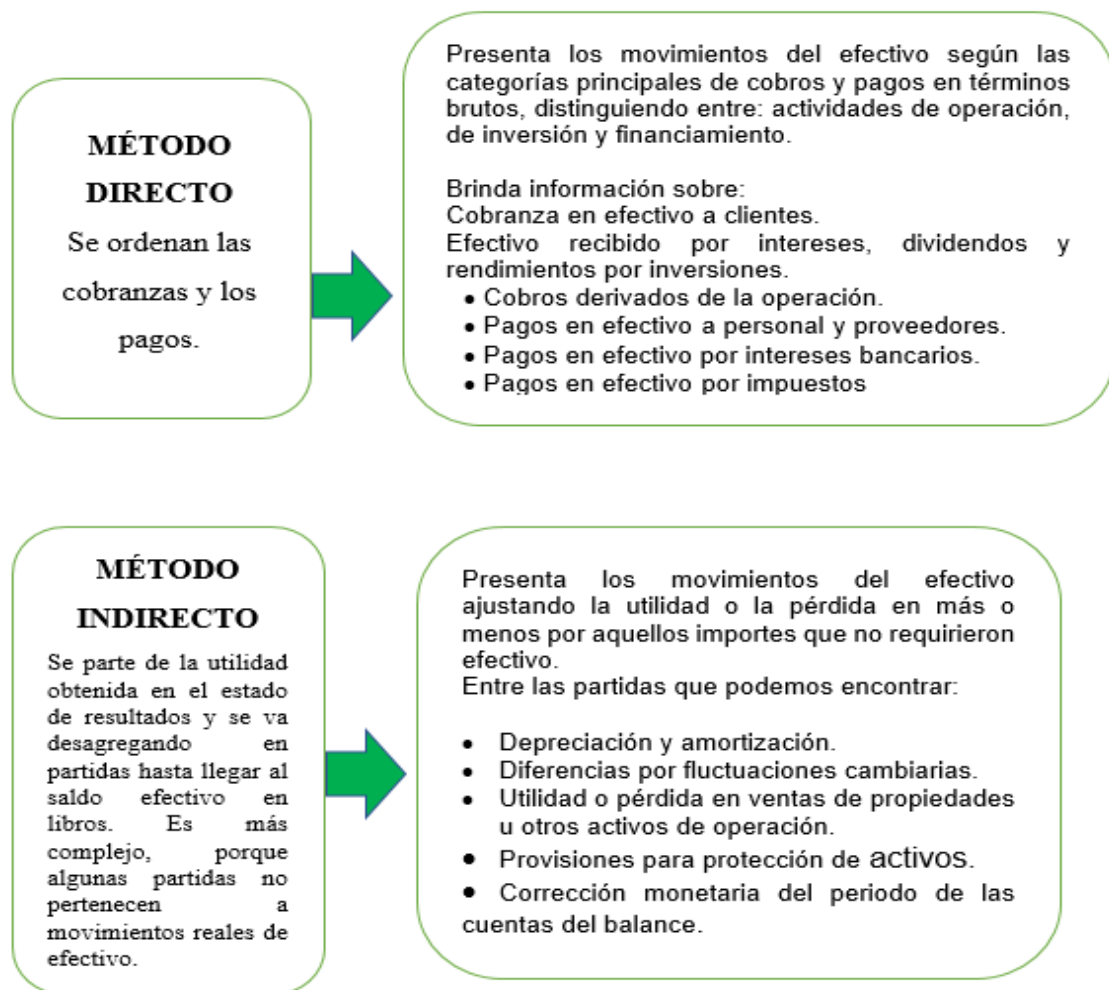 MÉTODO
DIRECTO
Se ordenan las
cobranzas y los
pagos.
Presenta los movimientos del efectivo según las
categorías principales de cobros y pagos en términos
brutos, distinguiendo entre: actividades de operación,
de inversión y financiamiento.
Brinda información sobre:
Cobranza en efectivo a clientes.
Efectivo recibido por intereses, dividendos y
rendimientos por inversiones.
• Cobros derivados de la operación.
• Pagos en efectivo a personal y proveedores.
• Pagos en efectivo por intereses bancarios.
• Pagos en efectivo por impuestos
MÉTODO
INDIRECTO
Se parte de la utilidad
obtenida en el estado
de resultados y se va
desagregando en
partidas hasta llegar al
saldo efectivo en
libros. Es más
complejo, porque
algunas partidas no
pertenecen a
movimientos reales de
efectivo.
Presenta los movimientos del efectivo
ajustando la utilidad o la pérdida en más o
menos por aquellos importes que no requirieron
efectivo.
Entre las partidas que podemos encontrar:
• Depreciación y amortización.
• Diferencias por fluctuaciones cambiarias.
• Utilidad o pérdida en ventas de propiedades
u otros activos de operación.
• Provisiones para protección de activos.
• Corrección monetaria del periodo de las
cuentas del balance.